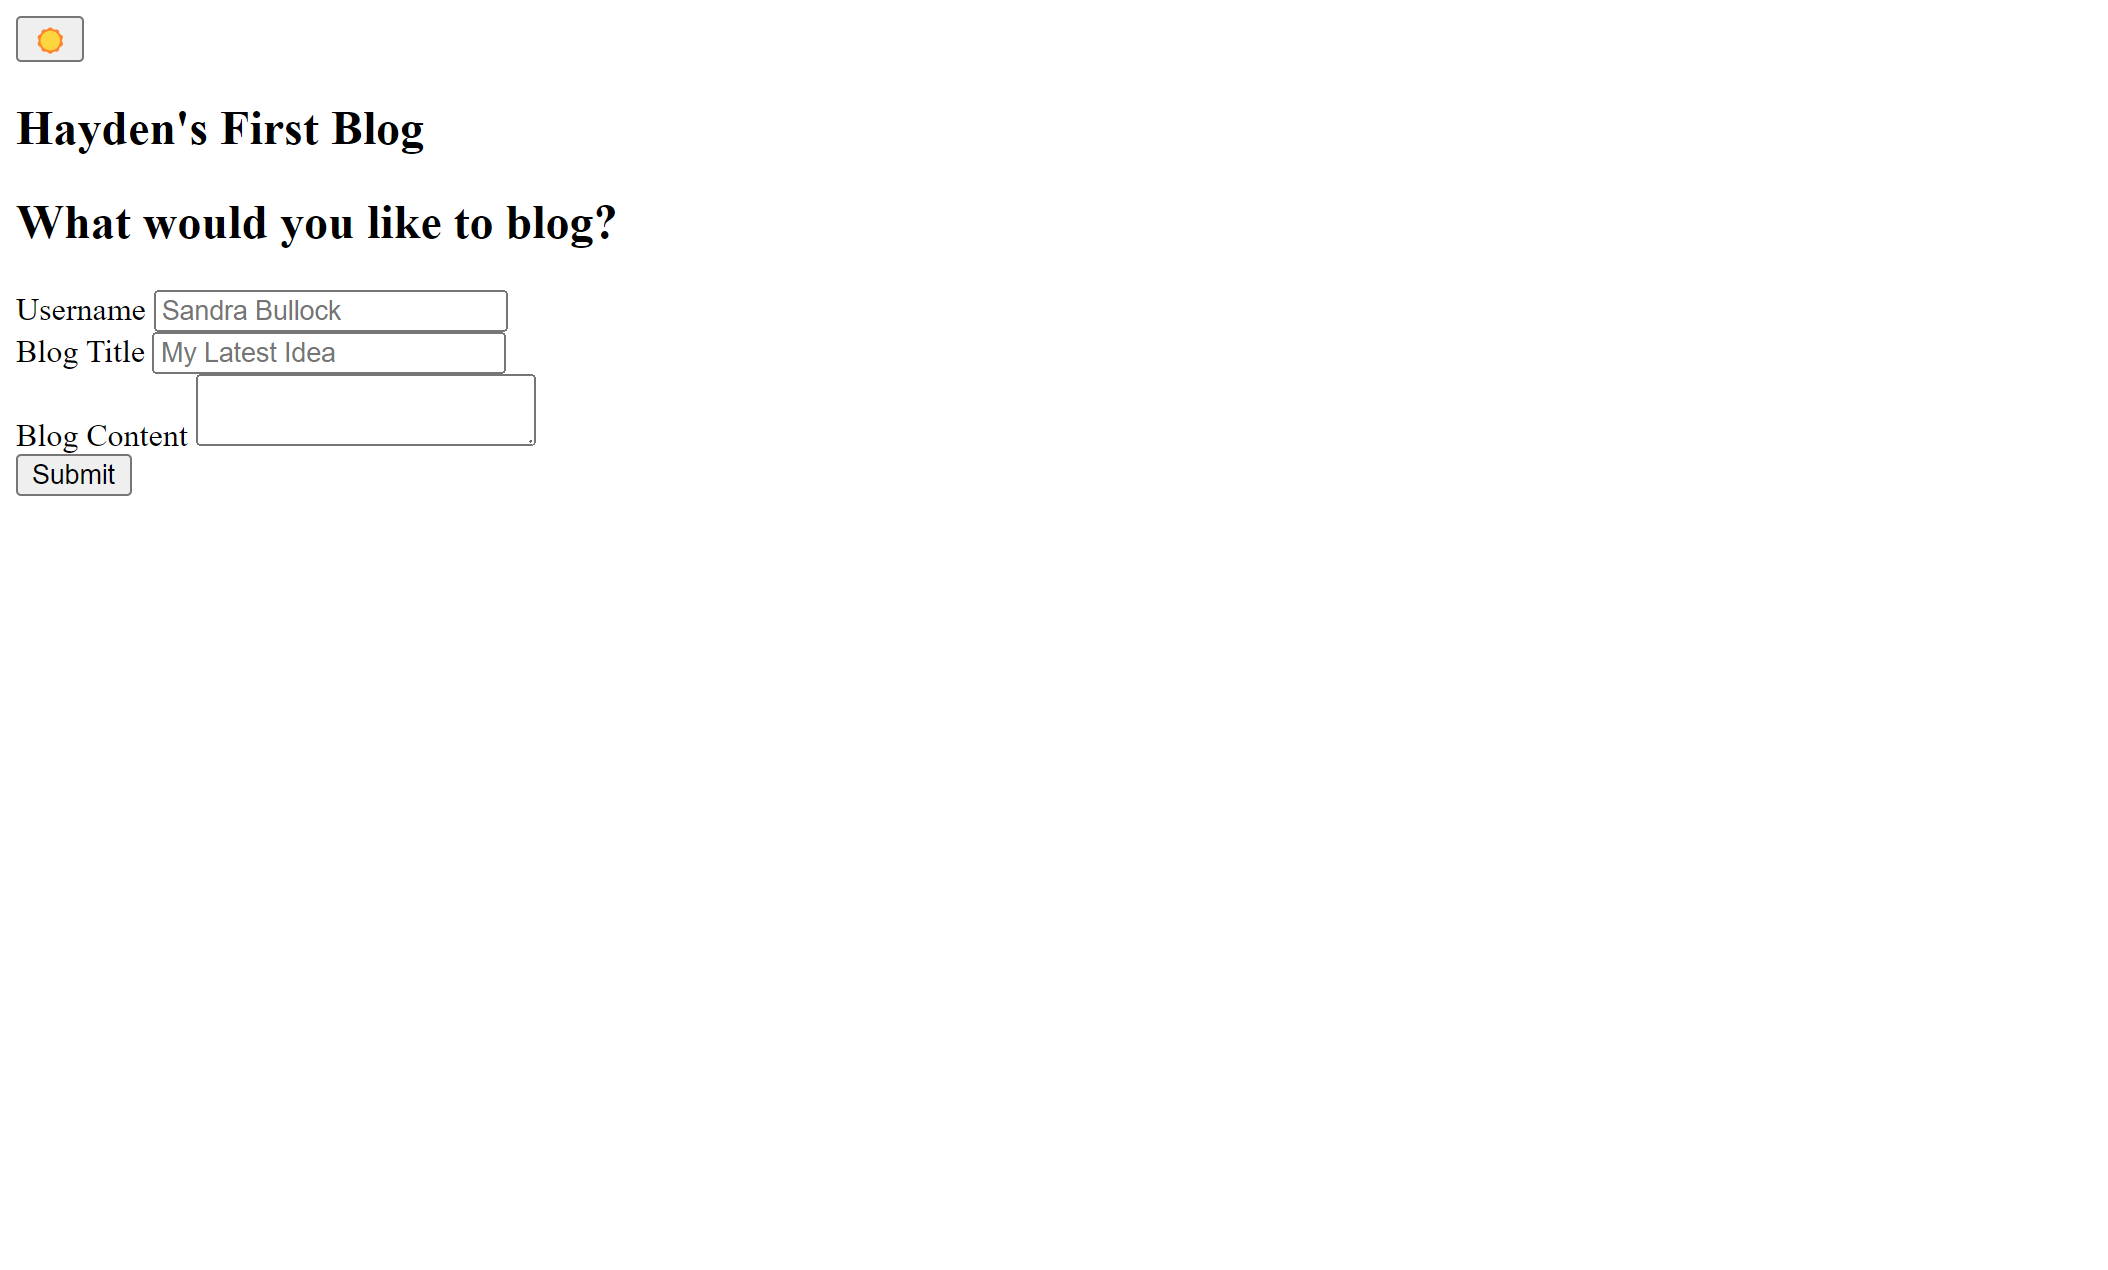 Hayden's First Blog
What would you like to blog?
Username Sandra Bullock
Blog Title My Latest Idea
Blog Content
Submit